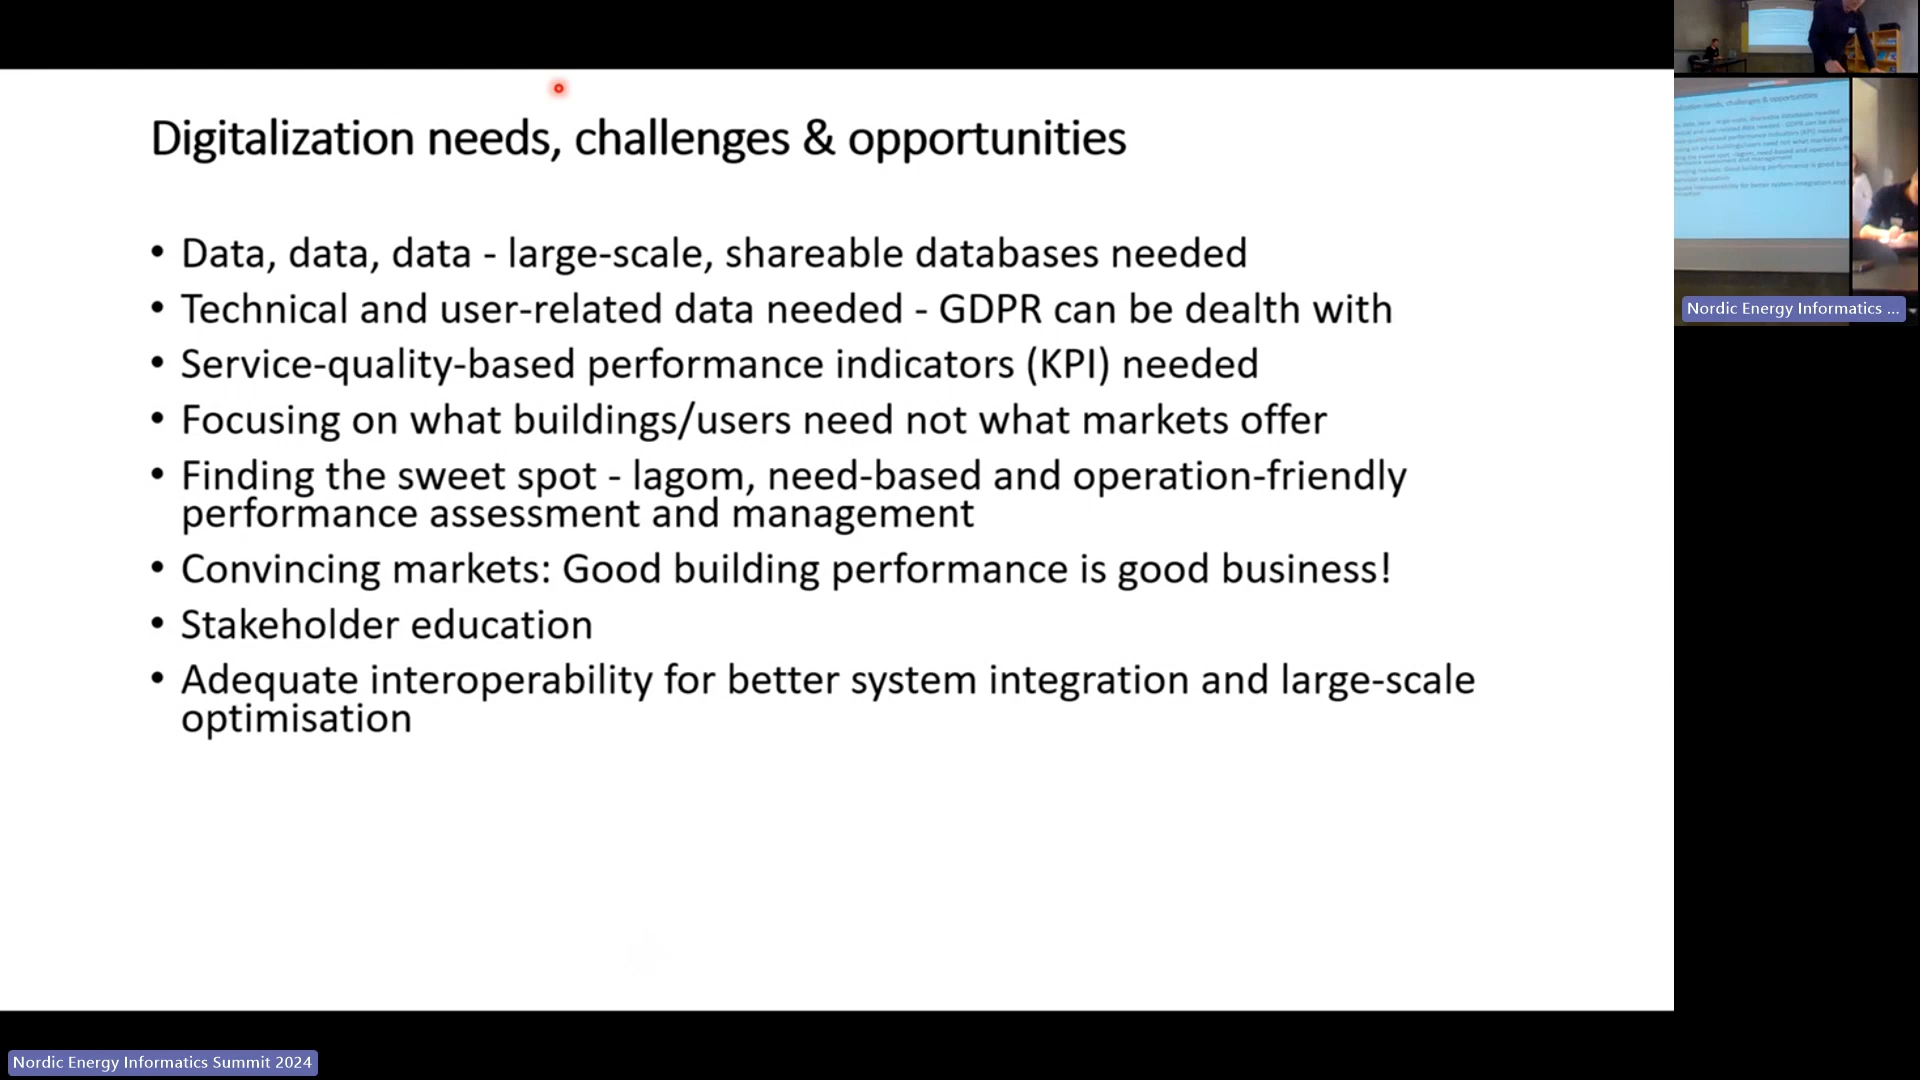 Digitalization needs, challenges & opportunities
• Data, data, data - large-scale, shareable databases needed
• Technical and user-related data needed - GDPR can be dealth with
• Service-quality-based performance indicators (KPI) needed
• Focusing on what buildings/users need not what markets offer
• Finding the sweet spot - lagom, need-based and operation-friendly
performance assessment and management
• Convincing markets: Good building performance is good business!
• Stakeholder education
• Adequate interoperability for better system integration and large-scale
optimisation
Nordic Energy Informatics ...
Nordic Energy Informatics Summit 2024